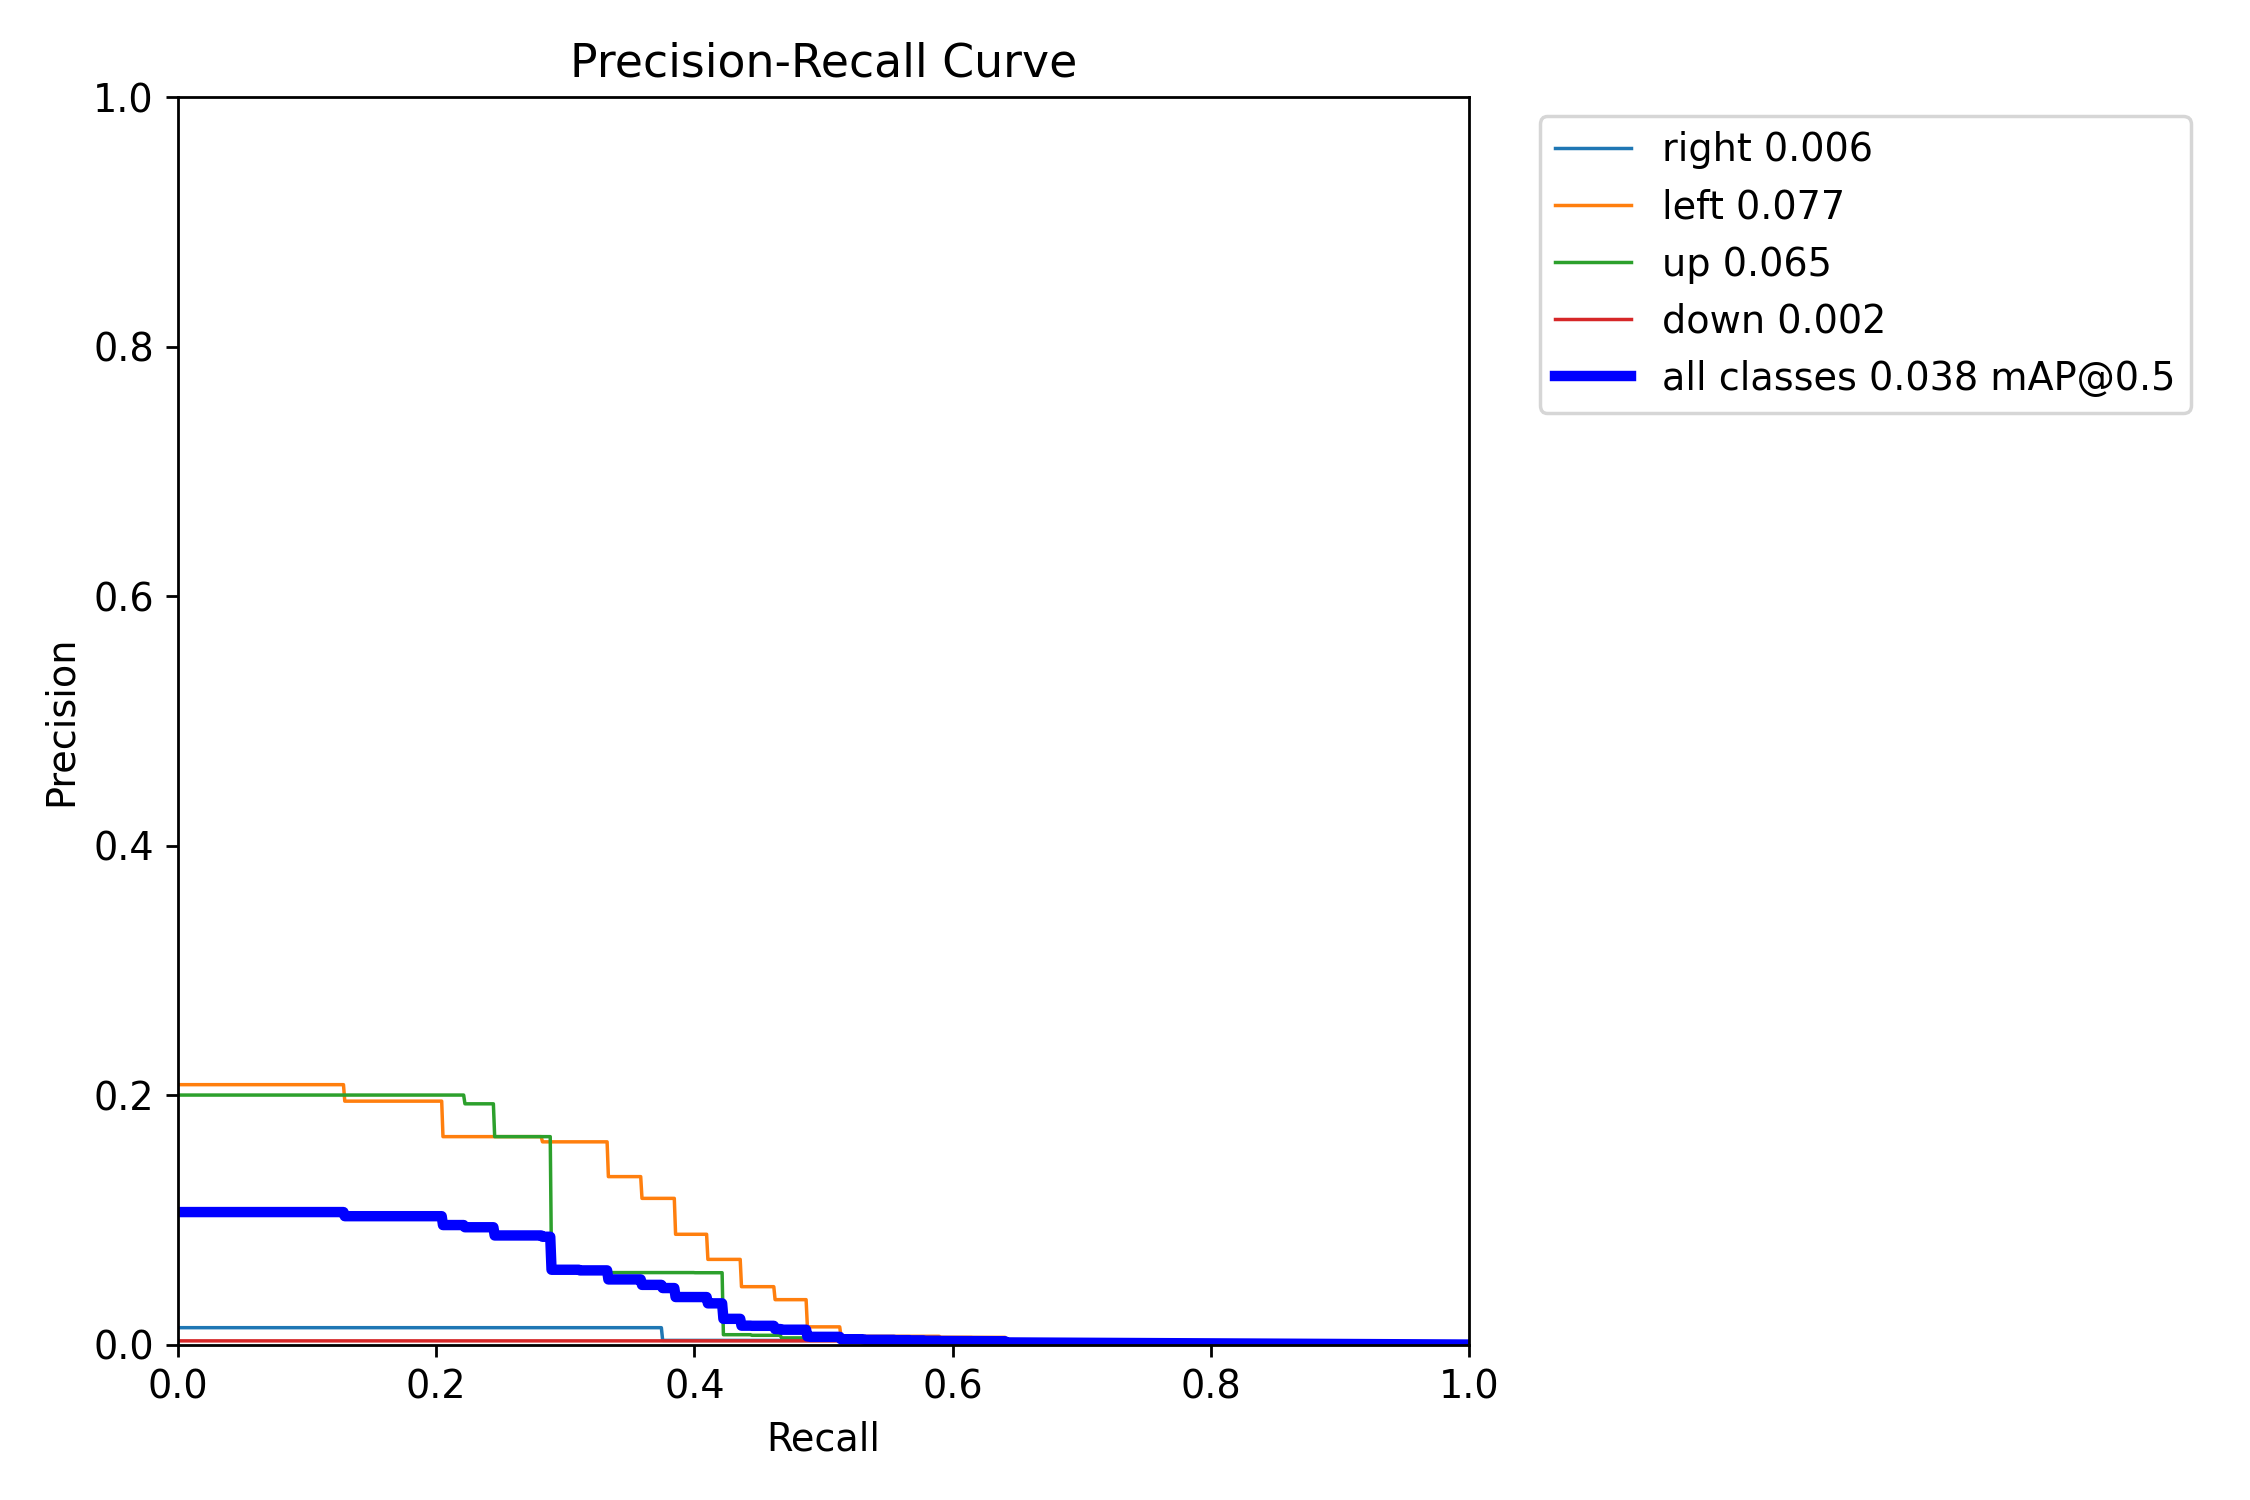 Precision-Recall Curve
1.0
0.8
0.6
0.4
0.2
0.0
Precision
0.0 0.2 0.4 0.6 0.8 1.0
Recall
right 0.006
left 0.077
up 0.065
down 0.002
all classes 0.038 mAP@0.5